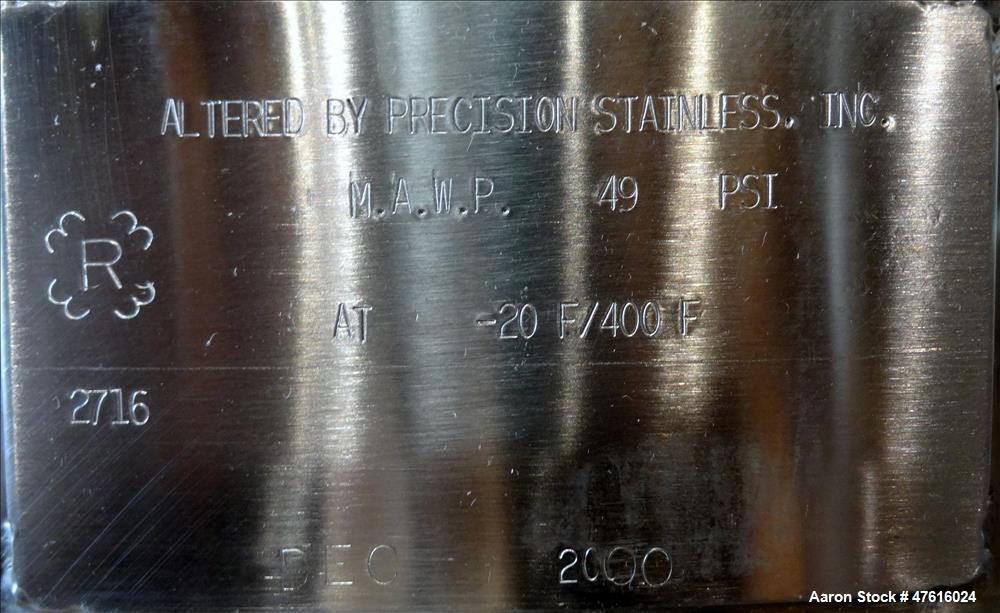 ALTERED BY PRECISION STAINLESS, INC.
M.A.W.P. 49 PSI
R
AT -20 F/400 F
2716
DEC 2000
Aaron Stock # 47616024